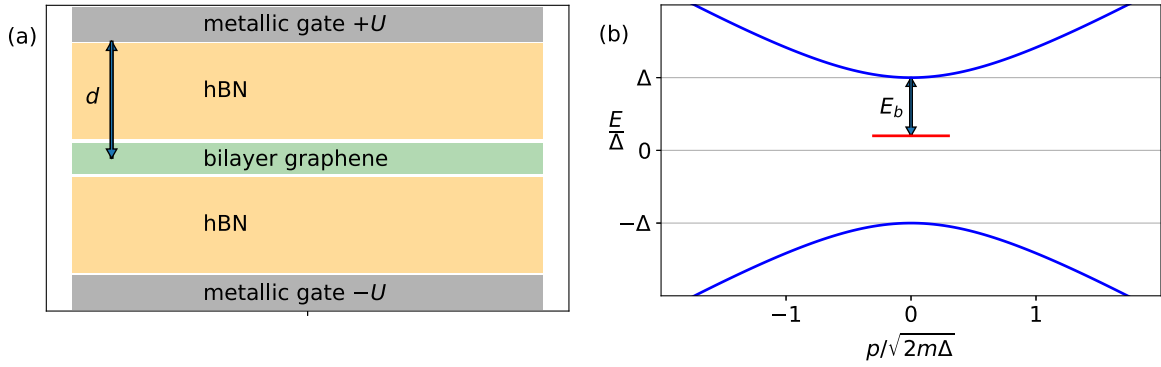 (a)
metallic gate +U
d
hBN
bilayer graphene
hBN
metallic gate −U
(b)
E/Δ
Δ
0
−Δ
E_b
−1
0
1
p/√2mΔ